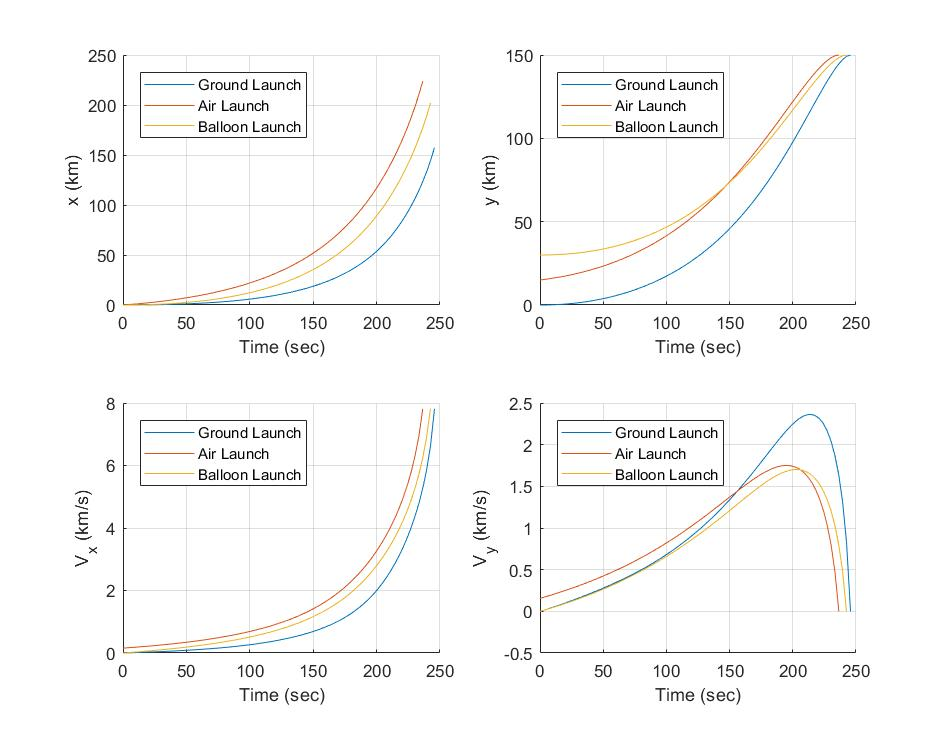 250
200
150
100
50
0
x (km)
Ground Launch
Air Launch
Balloon Launch
0 50 100 150 200 250
Time (sec)
150
100
50
0
y (km)
Ground Launch
Air Launch
Balloon Launch
0 50 100 150 200 250
Time (sec)
8
6
4
2
0
V_x (km/s)
Ground Launch
Air Launch
Balloon Launch
0 50 100 150 200 250
Time (sec)
2.5
2
1.5
1
0.5
0
-0.5
V_y (km/s)
Ground Launch
Air Launch
Balloon Launch
0 50 100 150 200 250
Time (sec)